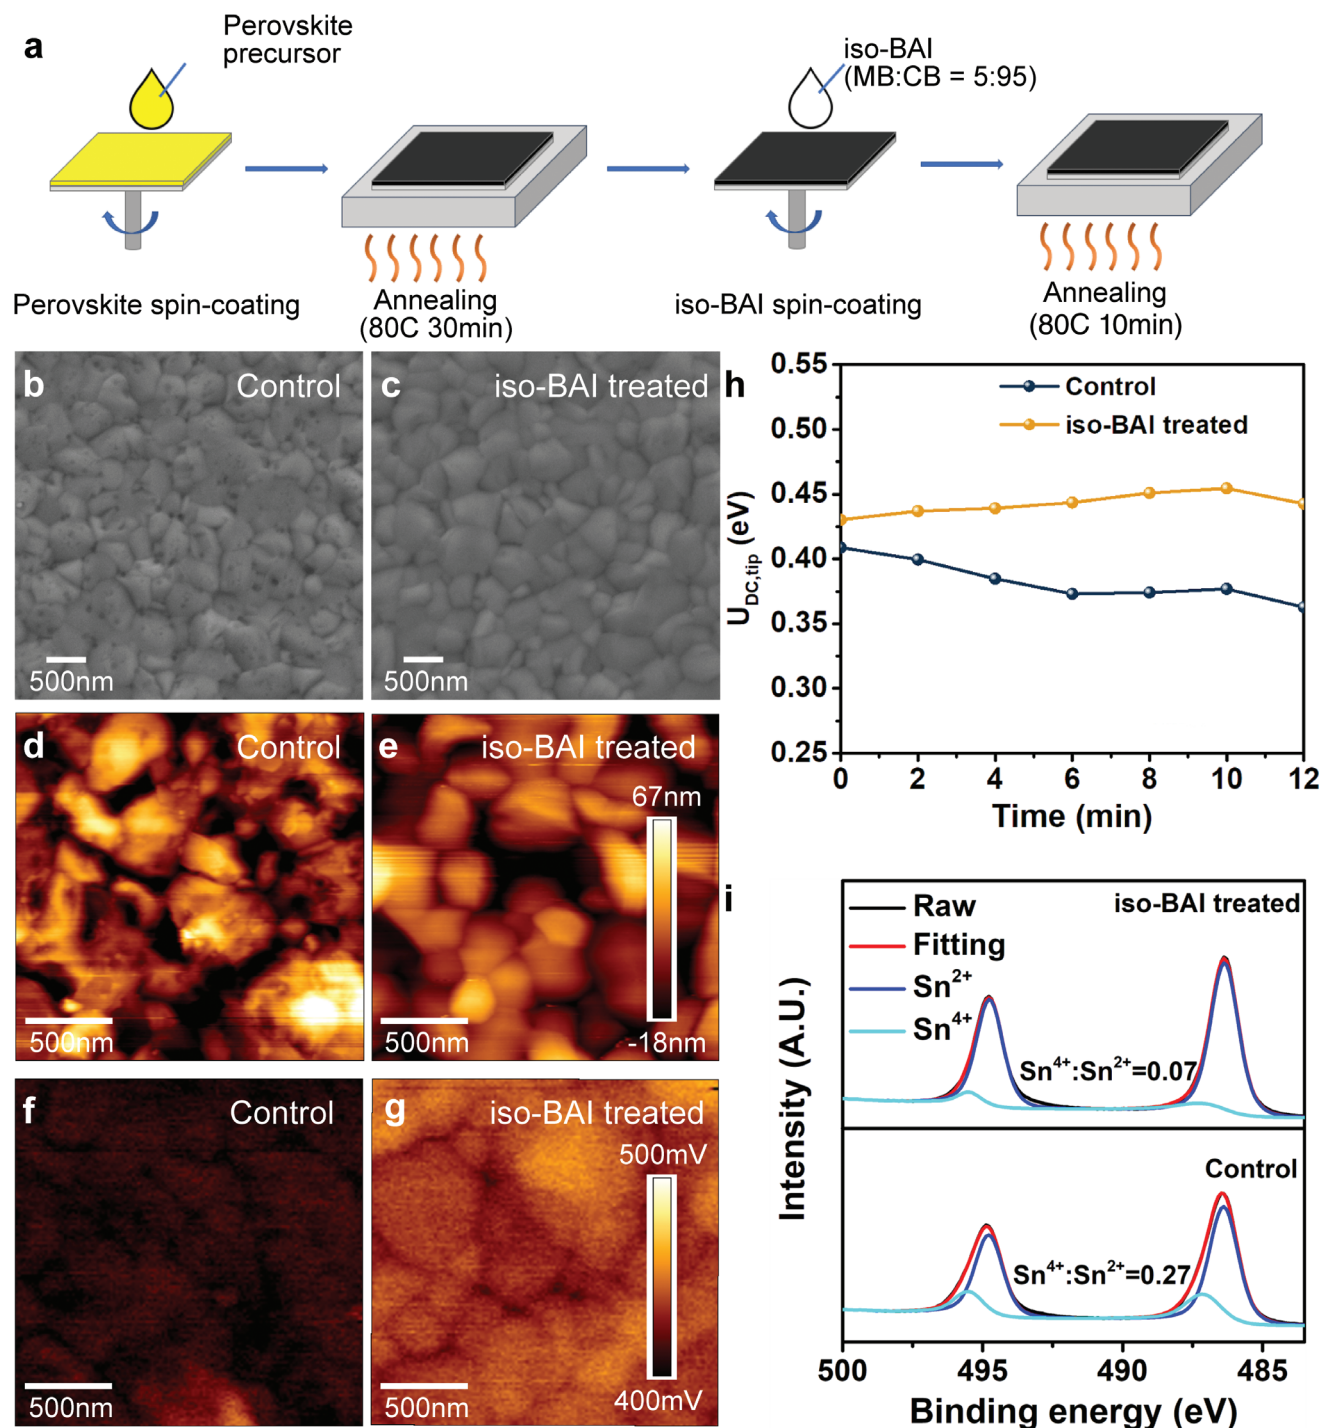 a
Perovskite
precursor
iso-BAI
(MB:CB = 5:95)
Perovskite spin-coating
Annealing
(80C 30min)
iso-BAI spin-coating
Annealing
(80C 10min)
b
Control
500nm
c
iso-BAI treated
500nm
d
Control
500nm
e
iso-BAI treated
67nm
-18nm
500nm
f
Control
500nm
g
iso-BAI treated
500mV
400mV
500nm
h
Control
iso-BAI treated
U_DC,tip (eV)
0.55
0.50
0.45
0.40
0.35
0.30
0.25
0 2 4 6 8 10 12
Time (min)
i
Raw
Fitting
Sn²⁺
Sn⁴⁺
iso-BAI treated
Sn⁴⁺:Sn²⁺=0.07
Control
Sn⁴⁺:Sn²⁺=0.27
Intensity (A.U.)
500 495 490 485
Binding energy (eV)